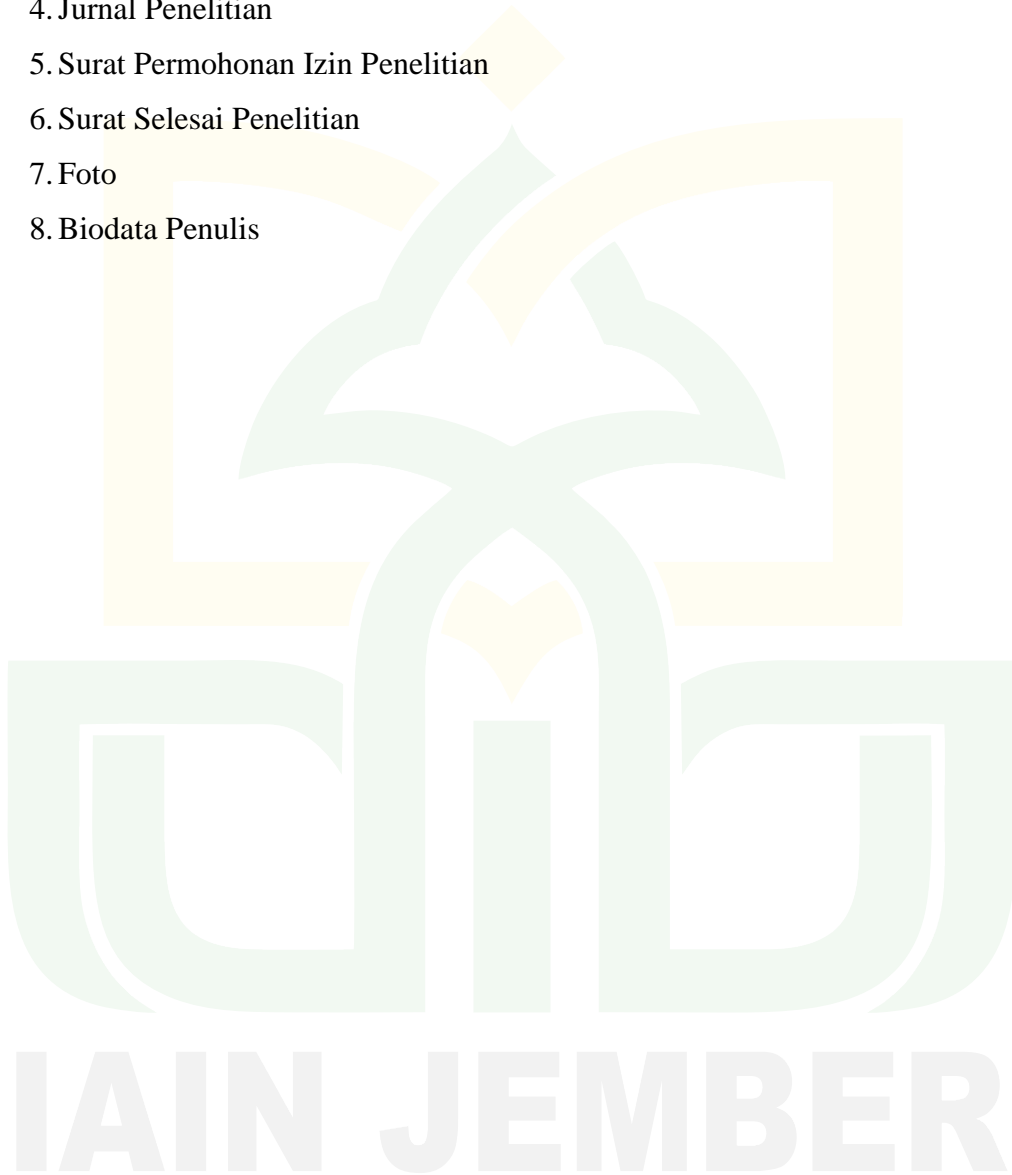 4. Jurnal Penelitian
5. Surat Permohonan Izin Penelitian
6. Surat Selesai Penelitian
7. Foto
8. Biodata Penulis
IAIN JEMBER